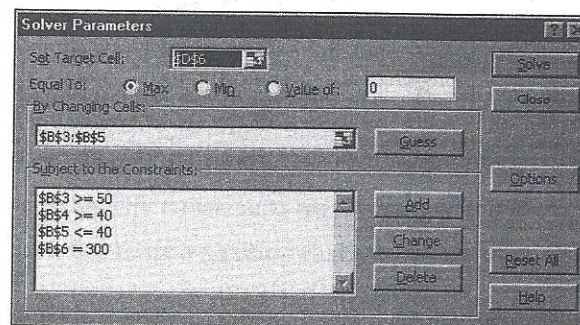 Solver Parameters
Set Target Cell: $D$6 Solve
Equal To: Max Min Value of: 0 Close
By Changing Cells:
$B$3:$B$5 Guess
Subject to the Constraints: Options
$B$3 >= 50
$B$4 >= 40 Add
$B$5 <= 40
$B$6 = 300 Change
Reset All
Delete
Help